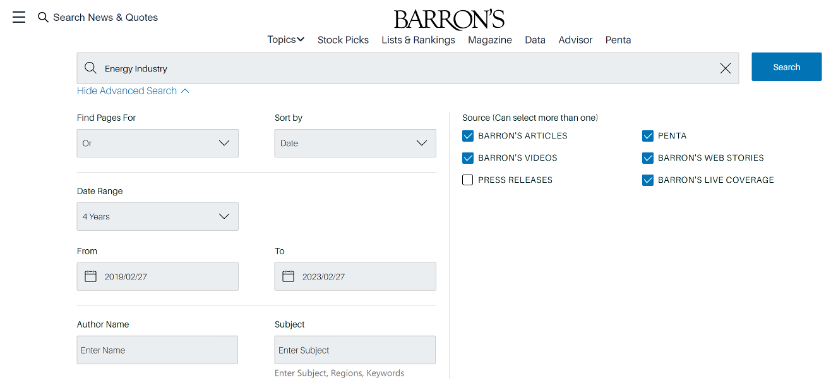 Search News & Quotes
BARRON'S
Topics Stock Picks Lists & Rankings Magazine Data Advisor Penta
Energy Industry
Search
Hide Advanced Search
Find Pages For Sort by Source (Can select more than one)
Or Date
BARRON'S ARTICLES PENTA
BARRON'S VIDEOS BARRON'S WEB STORIES
PRESS RELEASES BARRON'S LIVE COVERAGE
Date Range
4 Years
From To
2019/02/27 2023/02/27
Author Name Subject
Enter Name Enter Subject
Enter Subject, Regions, Keywords